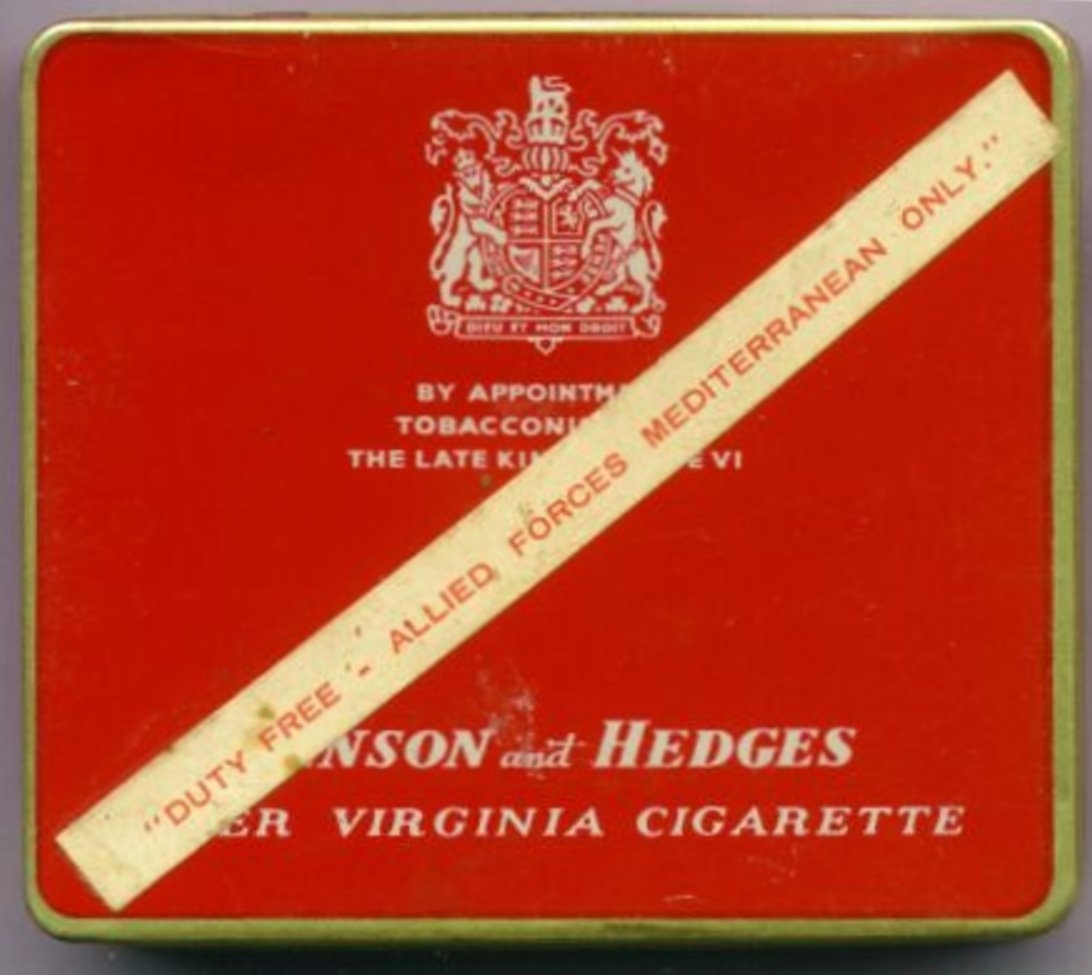 DIEU ET MON DROIT
BY APPOINTM
TOBACCONI
THE LATE KIN E VI
"DUTY FREE - ALLIED FORCES MEDITERRANEAN ONLY."
NSON and HEDGES
ER VIRGINIA CIGARETTE